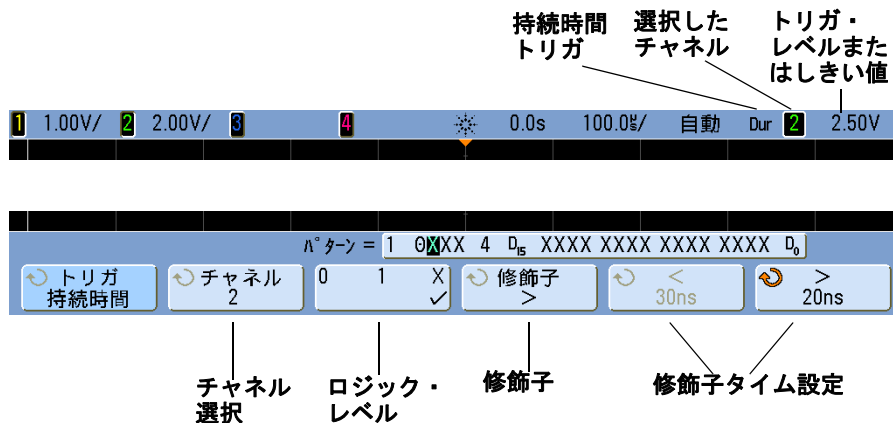 持続時間
トリガ
選択した
チャネル
トリガ・
レベルまた
はしきい値
1 1.00V/ 2 2.00V/ 3 4 0.0s 100.0㎱/ 自動 Dur 2 2.50V
パターン = 1 0XXX 4 D15 XXXX XXXX XXXX XXXX D0
トリガ
持続時間
チャネル
2
0 1 X
✓
修飾子
>
<
30ns
>
20ns
チャネル
選択
ロジック・
レベル
修飾子
修飾子タイム設定